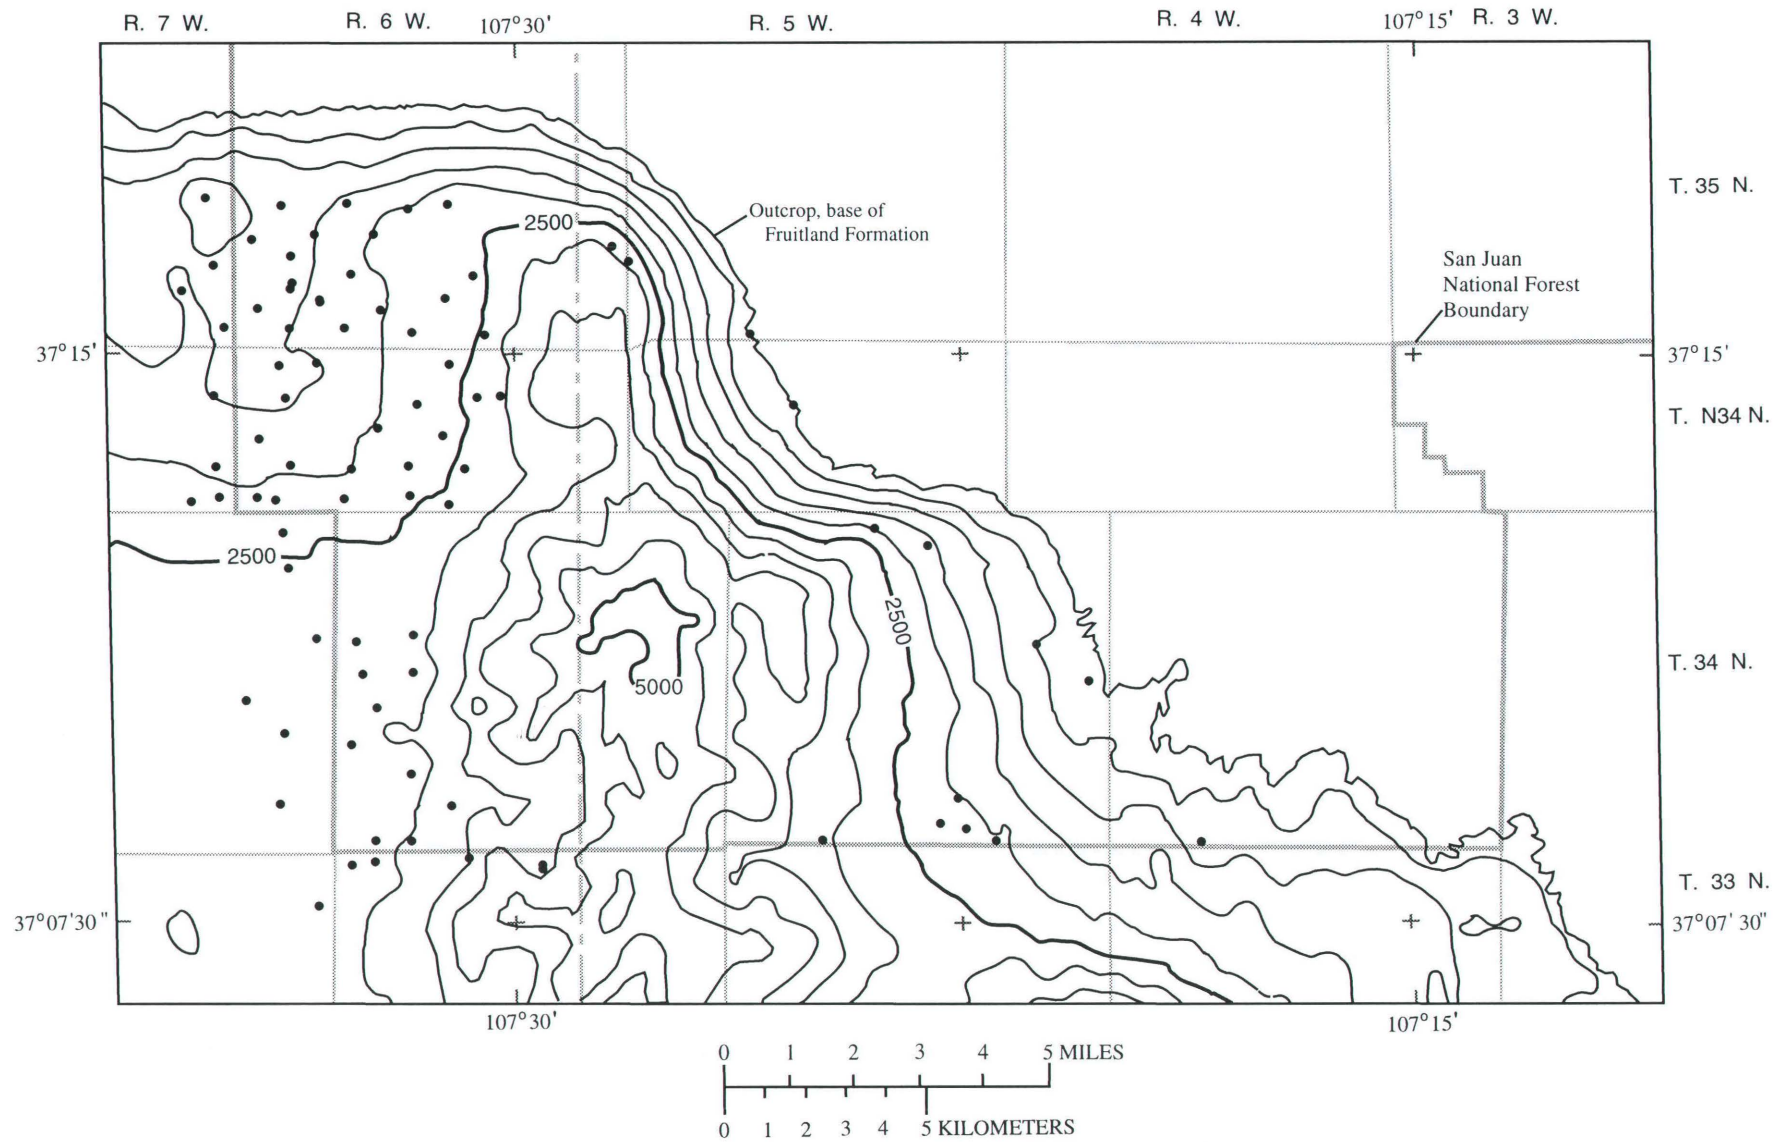 R. 7 W. R. 6 W. 107°30' R. 5 W. R. 4 W. 107°15' R. 3 W.
T. 35 N.
2500
Outcrop, base of
Fruitland Formation
San Juan
National Forest
Boundary
37°15' 37°15'
T. N34 N.
2500
2500
T. 34 N.
5000
T. 33 N.
37°07'30" 37°07'30"
107°30' 107°15'
0 1 2 3 4 5 MILES
0 1 2 3 4 5 KILOMETERS